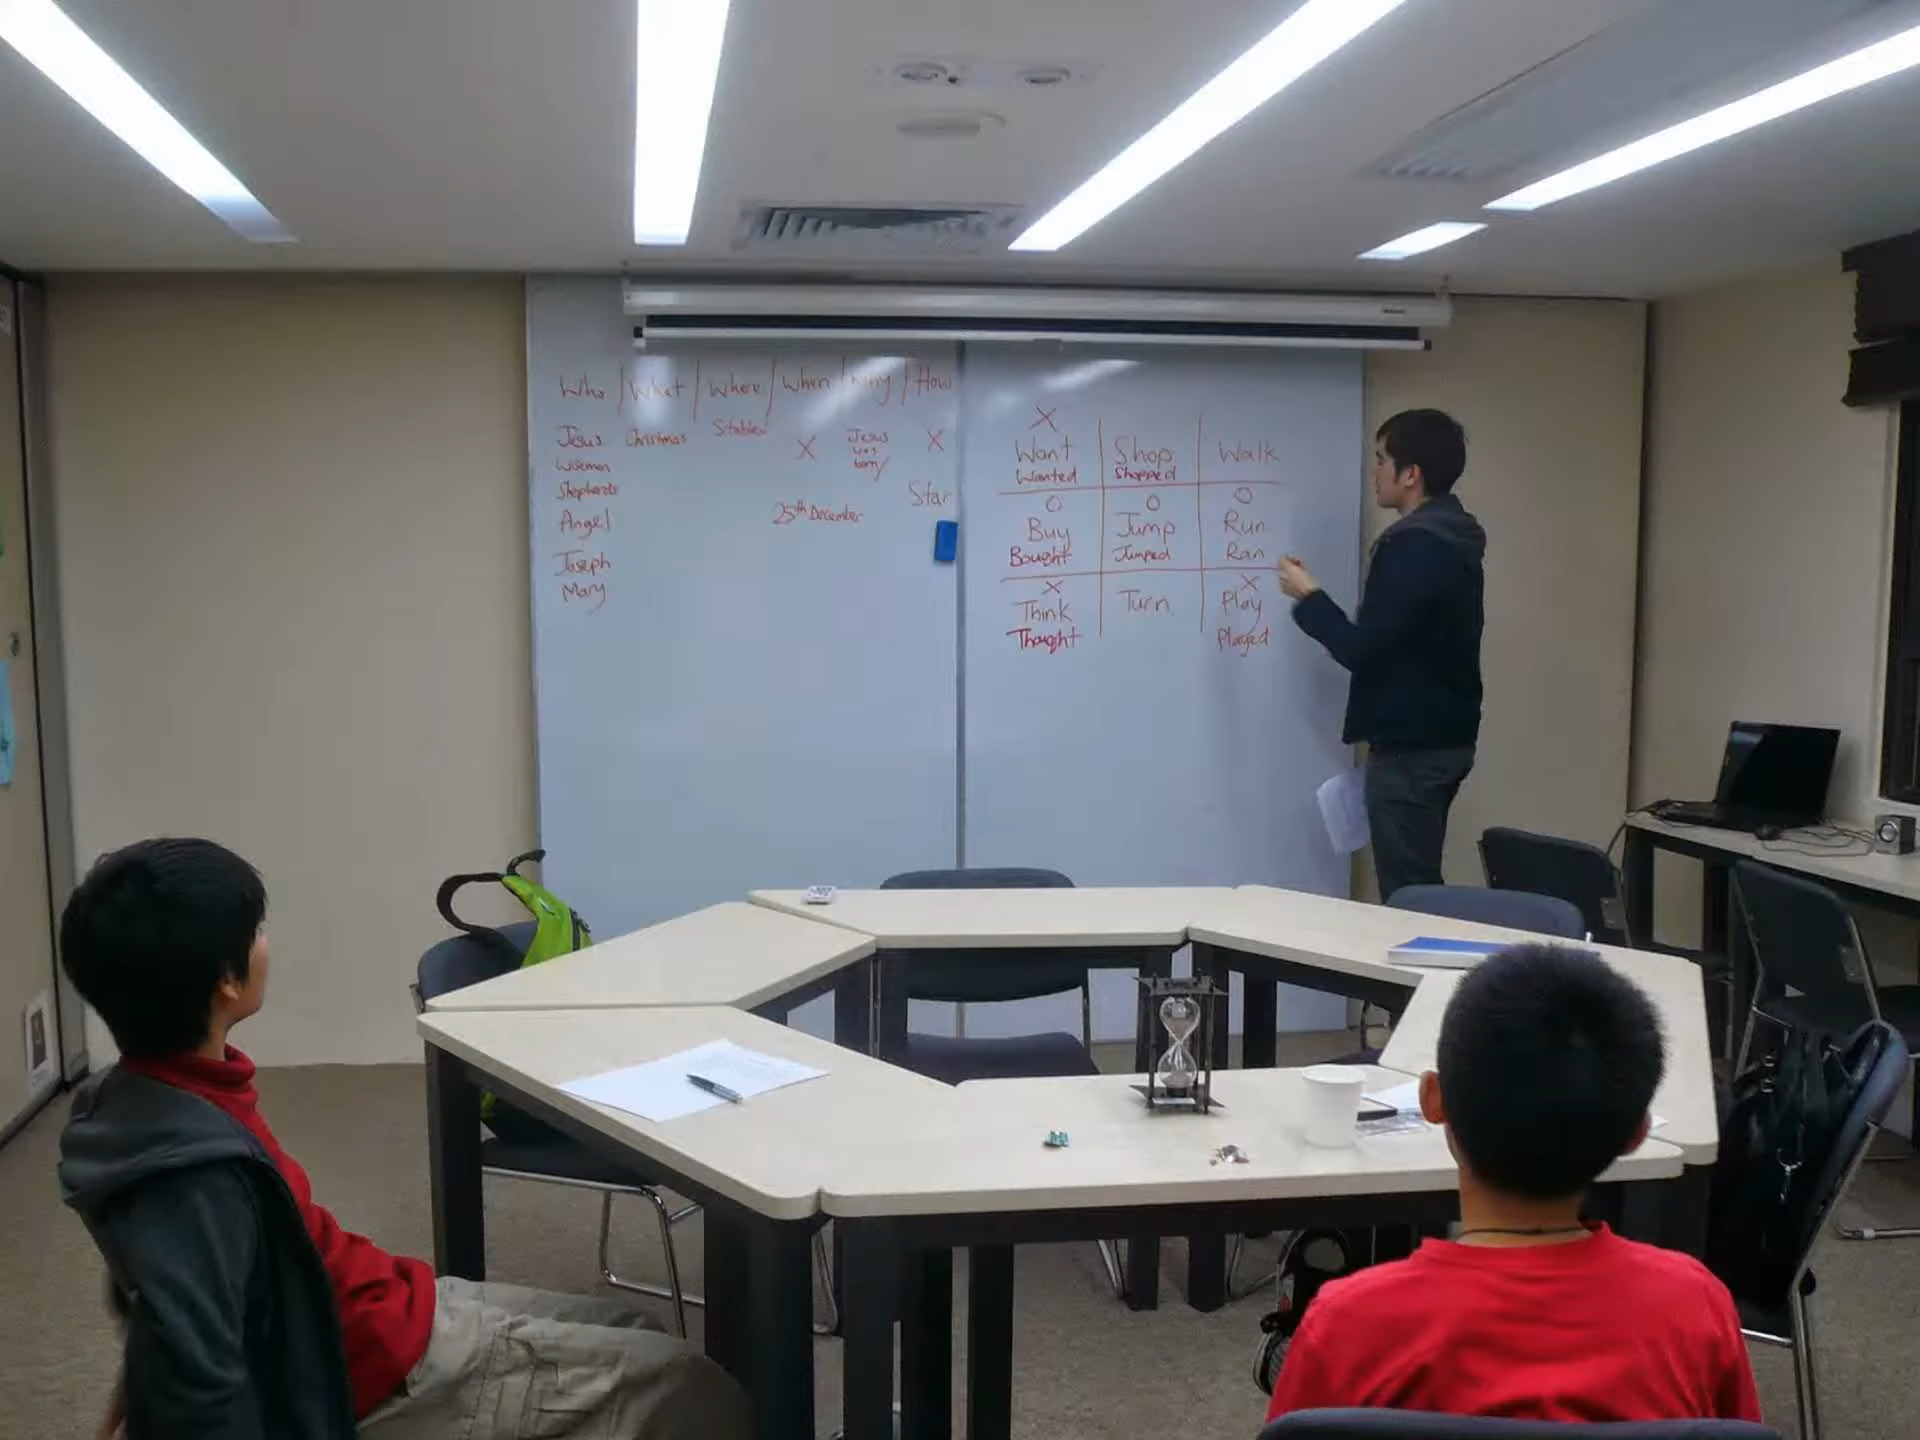 Who | What | Where | When | Why | How
Jesus Christmas Stable X Jesus X
Wisemen was
born
Shepherds Star
Angel 25th December
Joseph
Mary
X
Want Shop Walk
Wanted Shopped
O O O
Buy Jump Run
Bought Jumped Ran
X X
Think Turn Play
Thought Played